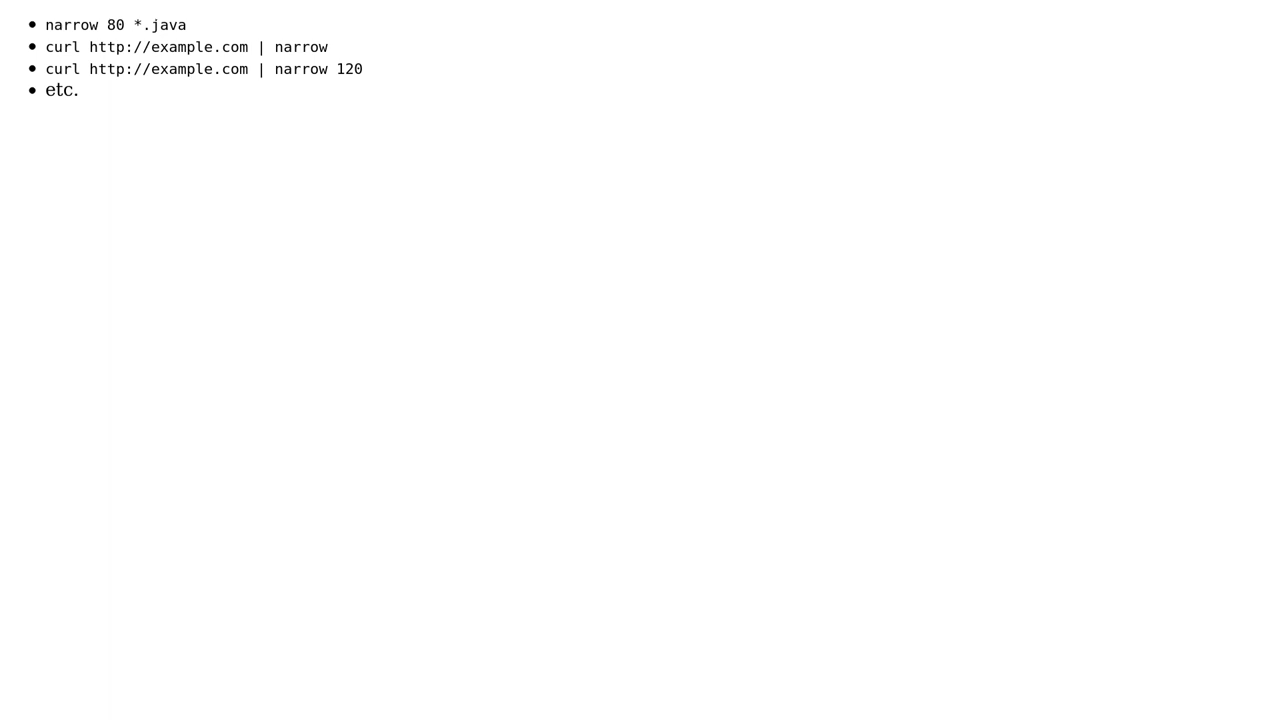 • narrow 80 *.java
• curl http://example.com | narrow
• curl http://example.com | narrow 120
• etc.